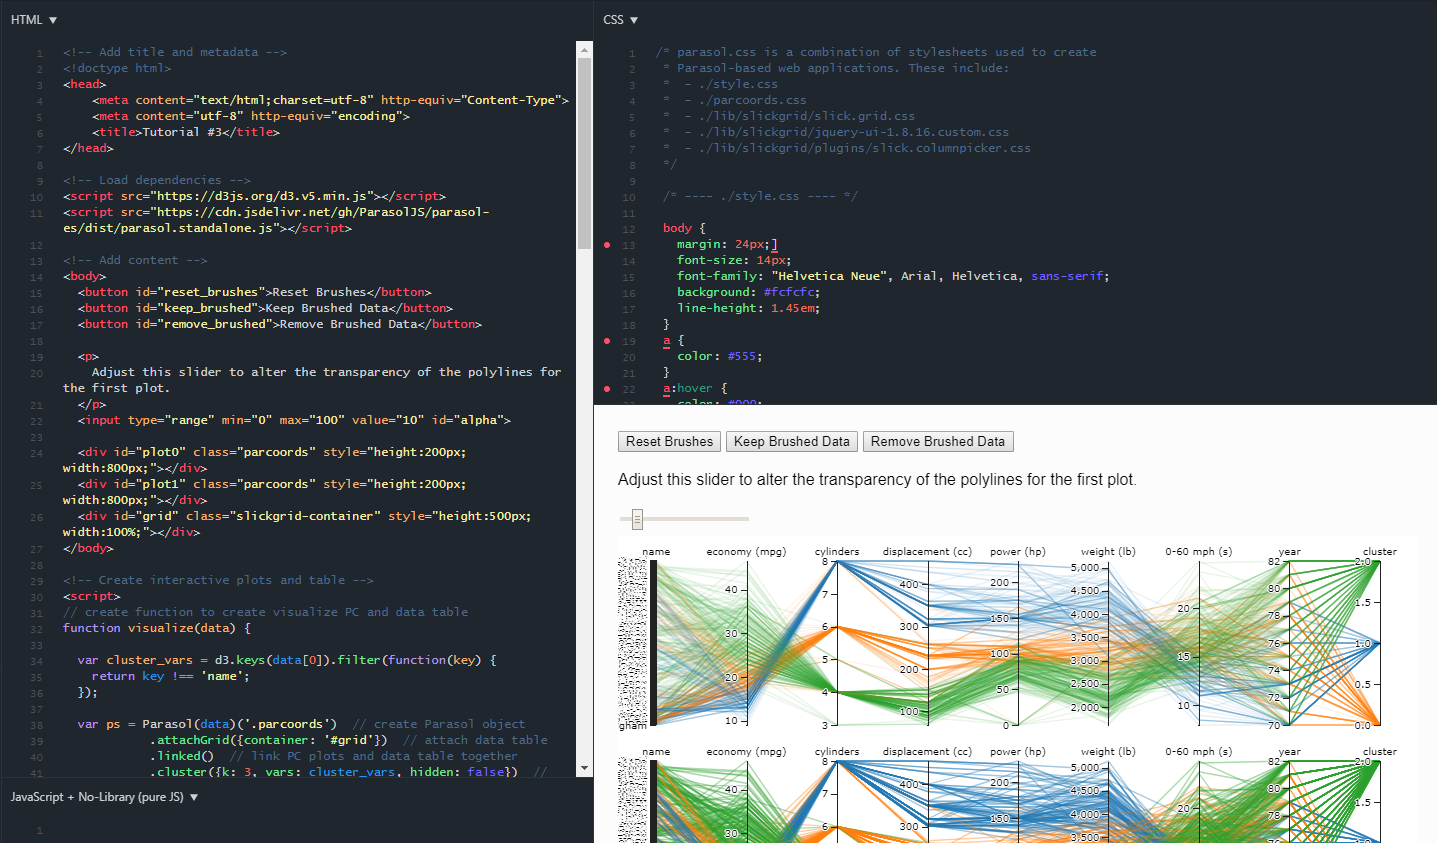 HTML ▼
1 <!-- Add title and metadata -->
2 <!doctype html>
3 <head>
4 <meta content="text/html;charset=utf-8" http-equiv="Content-Type">
5 <meta content="utf-8" http-equiv="encoding">
6 <title>Tutorial #3</title>
7 </head>
8
9 <!-- Load dependencies -->
10 <script src="https://d3js.org/d3.v5.min.js"></script>
11 <script src="https://cdn.jsdelivr.net/gh/ParasolJS/parasol-
es/dist/parasol.standalone.js"></script>
12
13 <!-- Add content -->
14 <body>
15 <button id="reset_brushes">Reset Brushes</button>
16 <button id="keep_brushed">Keep Brushed Data</button>
17 <button id="remove_brushed">Remove Brushed Data</button>
18
19 <p>
20 Adjust this slider to alter the transparency of the polylines for
the first plot.
21 </p>
22 <input type="range" min="0" max="100" value="10" id="alpha">
23
24 <div id="plot0" class="parcoords" style="height:200px;
width:800px;"></div>
25 <div id="plot1" class="parcoords" style="height:200px;
width:800px;"></div>
26 <div id="grid" class="slickgrid-container" style="height:500px;
width:100%;"></div>
27 </body>
28
29 <!-- Create interactive plots and table -->
30 <script>
31 // create function to create visualize PC and data table
32 function visualize(data) {
33
34 var cluster_vars = d3.keys(data[0]).filter(function(key) {
35 return key !== 'name';
36 });
37
38 var ps = Parasol(data)('.parcoords') // create Parasol object
39 .attachGrid({container: '#grid'}) // attach data table
40 .linked() // link PC plots and data table together
41 .cluster({k: 3, vars: cluster_vars, hidden: false}) //
JavaScript + No-Library (pure JS) ▼
1
CSS ▼
1 /* parasol.css is a combination of stylesheets used to create
2 * Parasol-based web applications. These include:
3 * - ./style.css
4 * - ./parcoords.css
5 * - ./lib/slickgrid/slick.grid.css
6 * - ./lib/slickgrid/jquery-ui-1.8.16.custom.css
7 * - ./lib/slickgrid/plugins/slick.columnpicker.css
8 */
9
10 /* ---- ./style.css ---- */
11
12 body {
13 margin: 24px;]
14 font-size: 14px;
15 font-family: "Helvetica Neue", Arial, Helvetica, sans-serif;
16 background: #fcfcfc;
17 line-height: 1.45em;
18 }
19 a {
20 color: #555;
21 }
22 a:hover {
23 color: #000;
Reset Brushes Keep Brushed Data Remove Brushed Data
Adjust this slider to alter the transparency of the polylines for the first plot.
name economy (mpg) cylinders displacement (cc) power (hp) weight (lb) 0-60 mph (s) year cluster
gham
40
30
20
10
8
7
6
5
4
3
400
300
200
100
200
150
100
50
0
5,000
4,500
4,000
3,500
3,000
2,500
2,000
20
15
10
82
80
78
76
74
72
70
2.0
1.5
1.0
0.5
0.0
name economy (mpg) cylinders displacement (cc) power (hp) weight (lb) 0-60 mph (s) year cluster
40
30
8
7
6
400
300
200
150
5,000
4,500
4,000
3,500
20
82
80
78
76
2.0
1.5